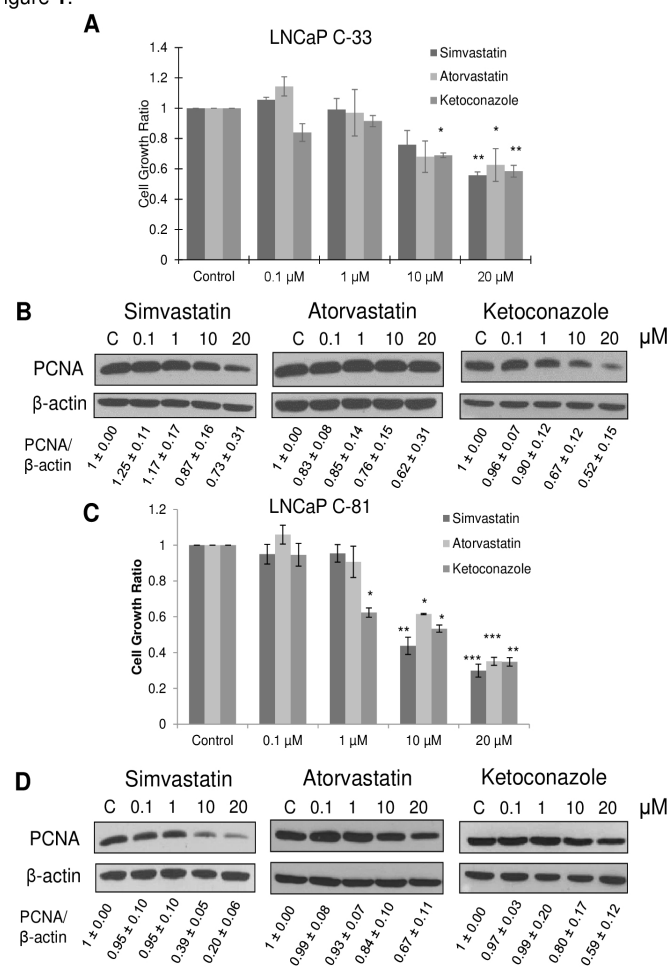 igure 1.
A
LNCaP C-33
Cell Growth Ratio
1.4
1.2
1
0.8
0.6
0.4
0.2
0
Simvastatin
Atorvastatin
Ketoconazole
*
** * **
Control 0.1 µM 1 µM 10 µM 20 µM
B
Simvastatin Atorvastatin Ketoconazole
C 0.1 1 10 20 C 0.1 1 10 20 C 0.1 1 10 20 µM
PCNA
β-actin
PCNA/
β-actin
1 ± 0.00 1.25 ± 0.11 1.17 ± 0.17 0.87 ± 0.16 0.73 ± 0.31 1 ± 0.00 0.83 ± 0.08 0.85 ± 0.14 0.76 ± 0.15 0.62 ± 0.31 1 ± 0.00 0.96 ± 0.07 0.90 ± 0.12 0.67 ± 0.12 0.52 ± 0.15
C
LNCaP C-81
Cell Growth Ratio
1.2
1
0.8
0.6
0.4
0.2
0
Simvastatin
Atorvastatin
Ketoconazole
*
** * *
*** *** **
Control 0.1 µM 1 µM 10 µM 20 µM
D
Simvastatin Atorvastatin Ketoconazole
C 0.1 1 10 20 C 0.1 1 10 20 C 0.1 1 10 20 µM
PCNA
β-actin
PCNA/
β-actin
1 ± 0.00 0.95 ± 0.10 0.95 ± 0.10 0.39 ± 0.05 0.20 ± 0.06 1 ± 0.00 0.99 ± 0.08 0.93 ± 0.07 0.84 ± 0.10 0.67 ± 0.11 1 ± 0.00 0.97 ± 0.03 0.99 ± 0.20 0.80 ± 0.17 0.59 ± 0.12